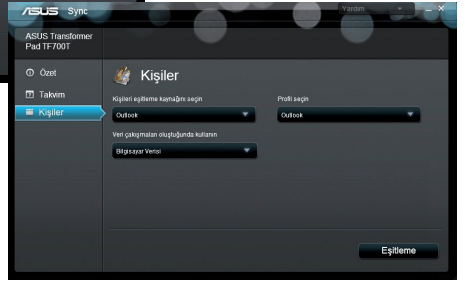 ASUS Sync
Yardım
ASUS Transformer
Pad TF700T
Özet
Takvim
Kişiler
Kişiler
Kişileri eşitleme kaynağını seçin
Profil seçin
Outlook
Outlook
Veri çakışmaları oluştuğunda kullanın
Bilgisayar Verisi
Eşitleme